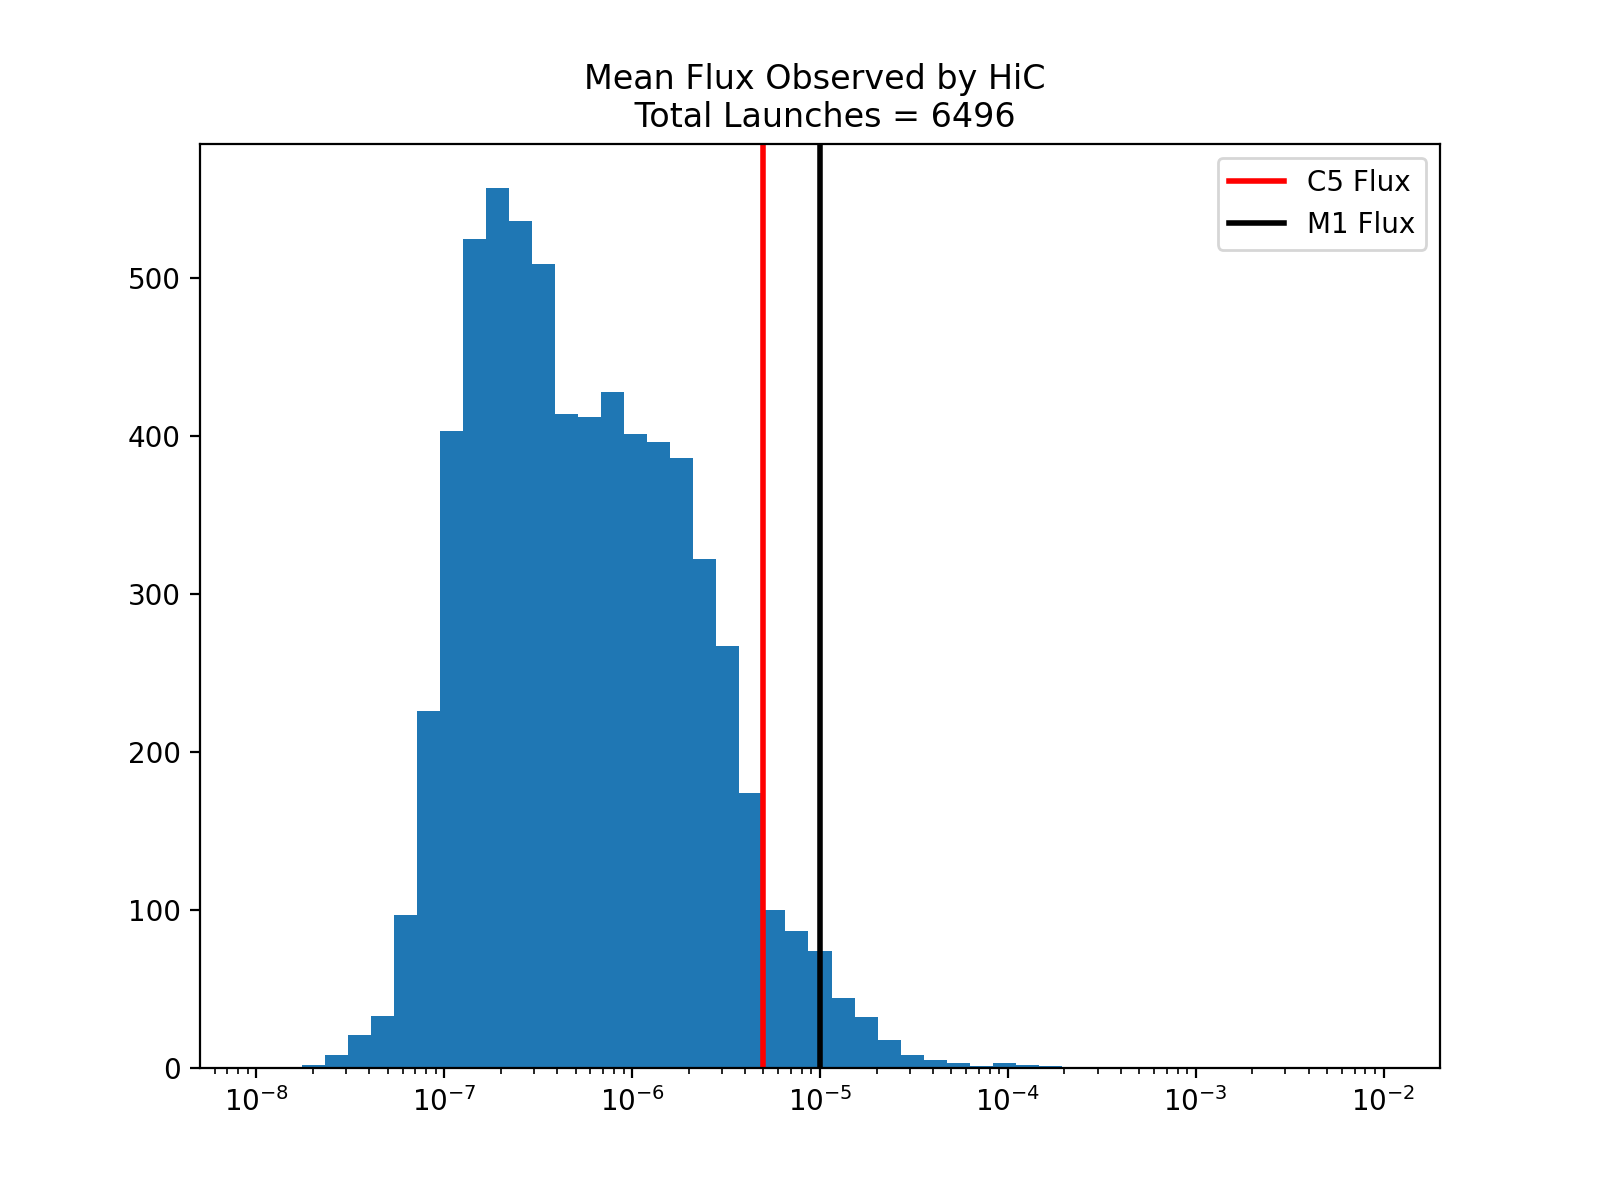 Mean Flux Observed by HiC
Total Launches = 6496
C5 Flux
M1 Flux
500
400
300
200
100
0
10⁻⁸ 10⁻⁷ 10⁻⁶ 10⁻⁵ 10⁻⁴ 10⁻³ 10⁻²